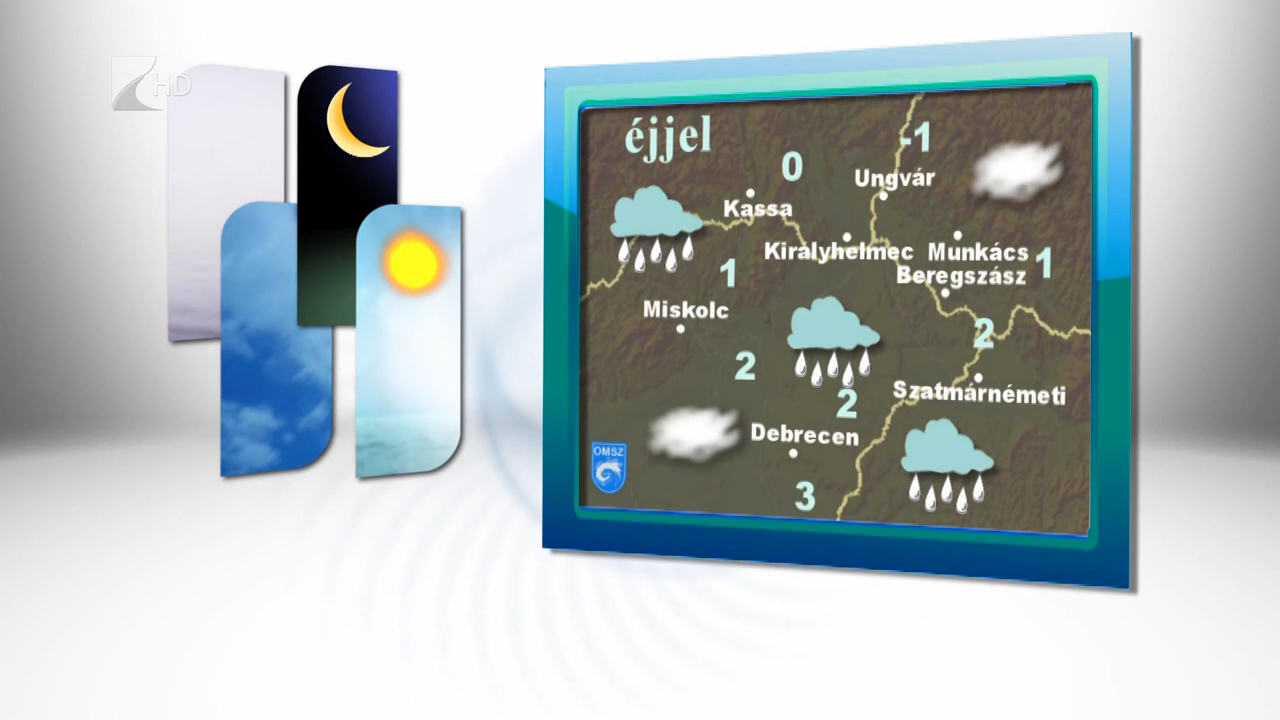 HD
éjjel
-1
0
Ungvár
Kassa
Királyhelmec
Munkács
1
Beregszász
1
Miskolc
2
2
Szatmárnémeti
2
Debrecen
OMSZ
3